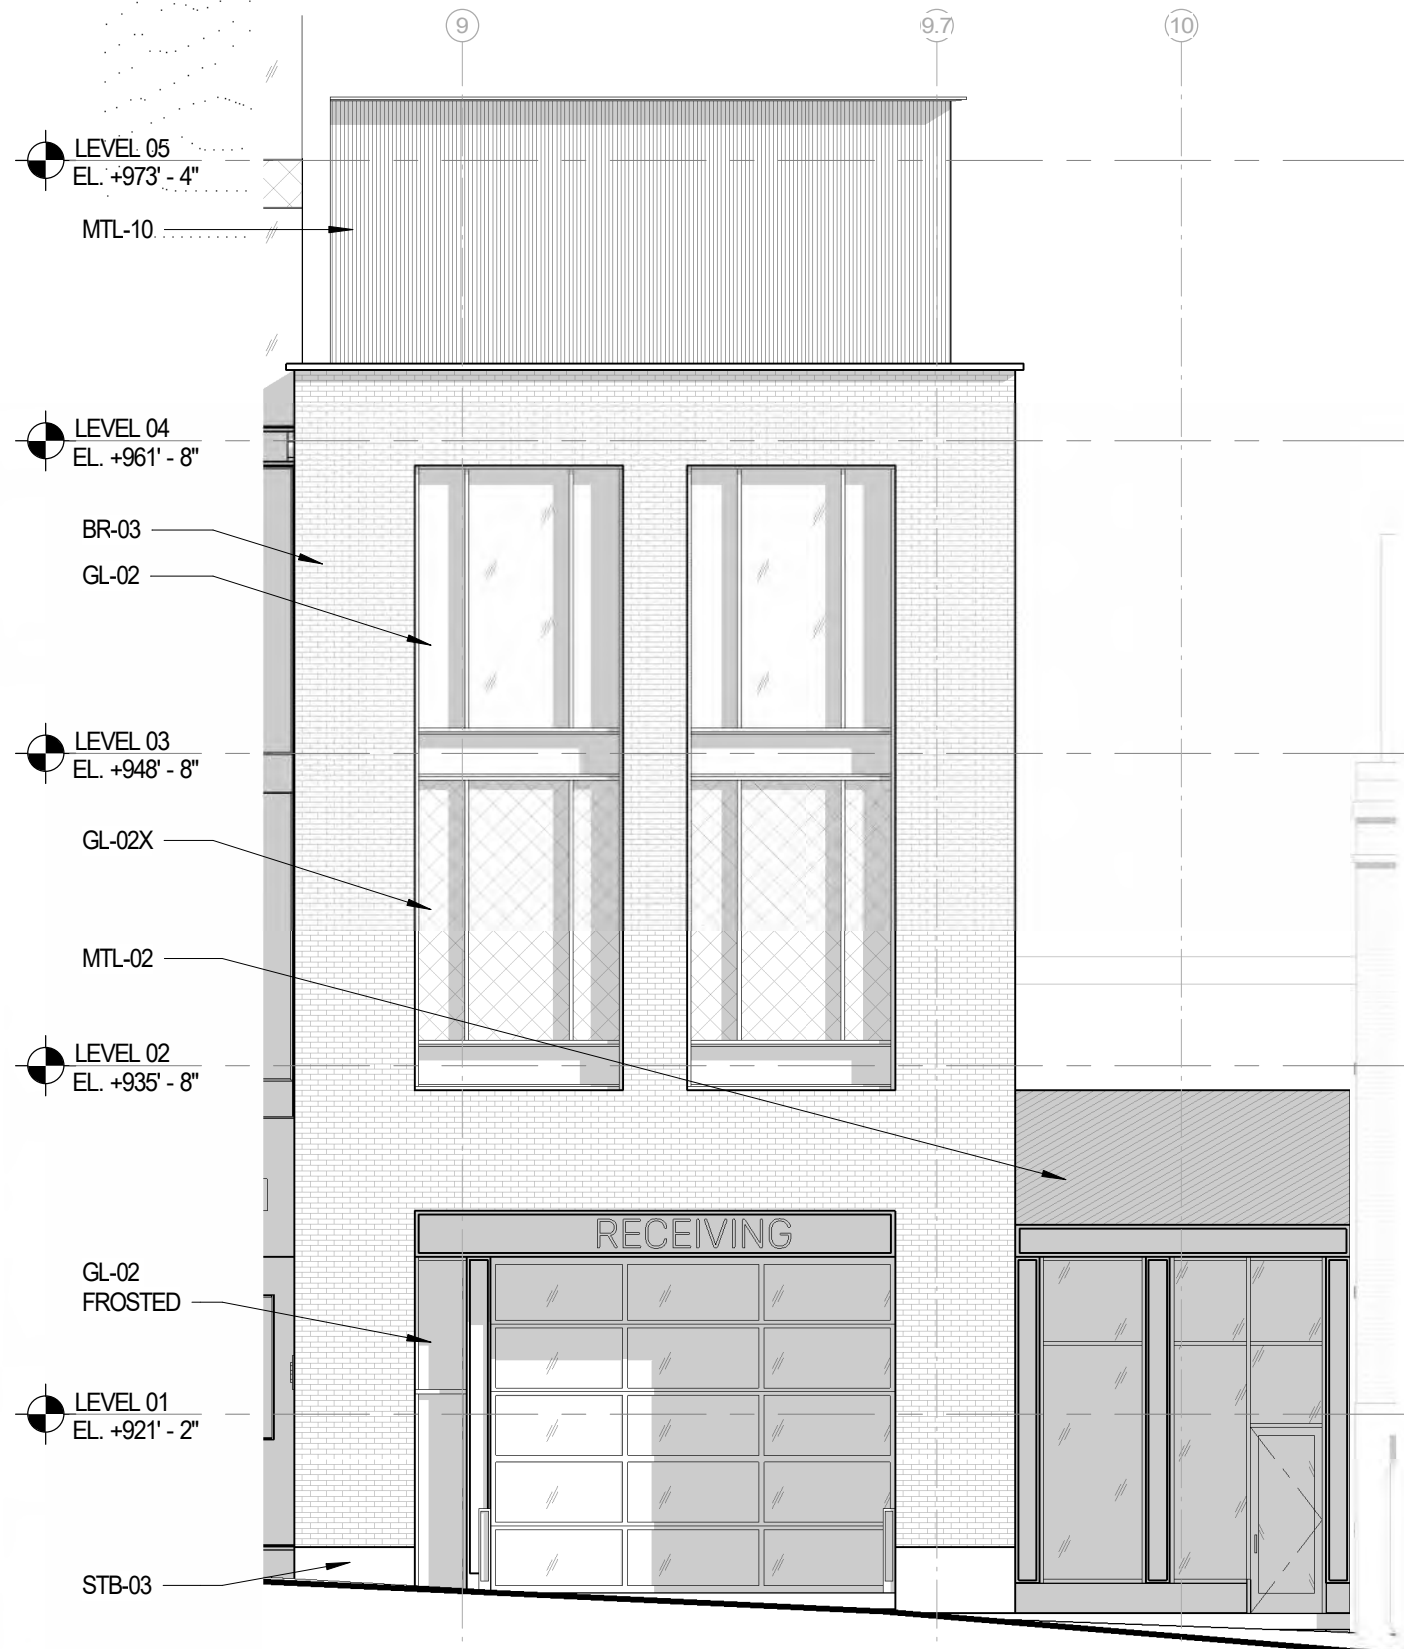 9
9.7
10
LEVEL 05
EL. +973' - 4"
MTL-10
LEVEL 04
EL. +961' - 8"
BR-03
GL-02
LEVEL 03
EL. +948' - 8"
GL-02X
MTL-02
LEVEL 02
EL. +935' - 8"
RECEIVING
GL-02
FROSTED
LEVEL 01
EL. +921' - 2"
STB-03